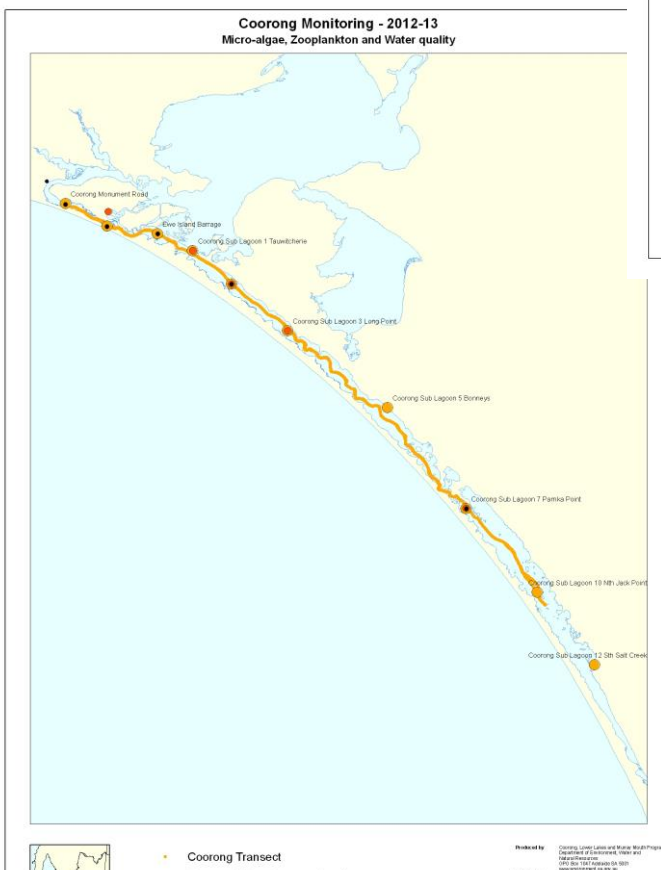 Coorong Monitoring - 2012-13
Micro-algae, Zooplankton and Water quality
Coorong Monument Road
Ewe Island Barrage
Coorong Sub Lagoon 1 Tauwitcherie
Coorong Sub Lagoon 3 Long Point
Coorong Sub Lagoon 5 Bonneys
Coorong Sub Lagoon 7 Parnka Point
Coorong Sub Lagoon 10 Nth Jack Point
Coorong Sub Lagoon 12 Sth Salt Creek
Coorong Transect
Produced by
Coorong, Lower Lakes and Murray Mouth Progra
Department of Environment, Water and
Natural Resources
GPO Box 1047 Adelaide SA 5001